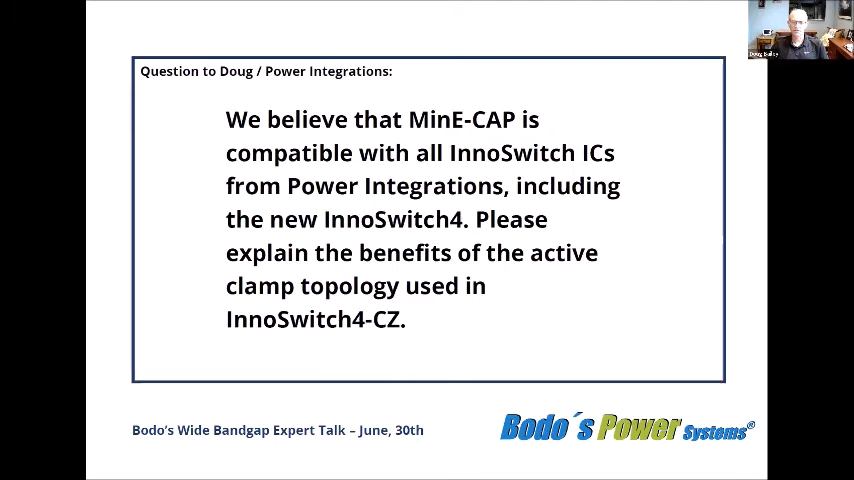 Doug Bailey
Question to Doug / Power Integrations:
We believe that MinE-CAP is
compatible with all InnoSwitch ICs
from Power Integrations, including
the new InnoSwitch4. Please
explain the benefits of the active
clamp topology used in
InnoSwitch4-CZ.
Bodo's Wide Bandgap Expert Talk – June, 30th
Bodo´s Power Systems®